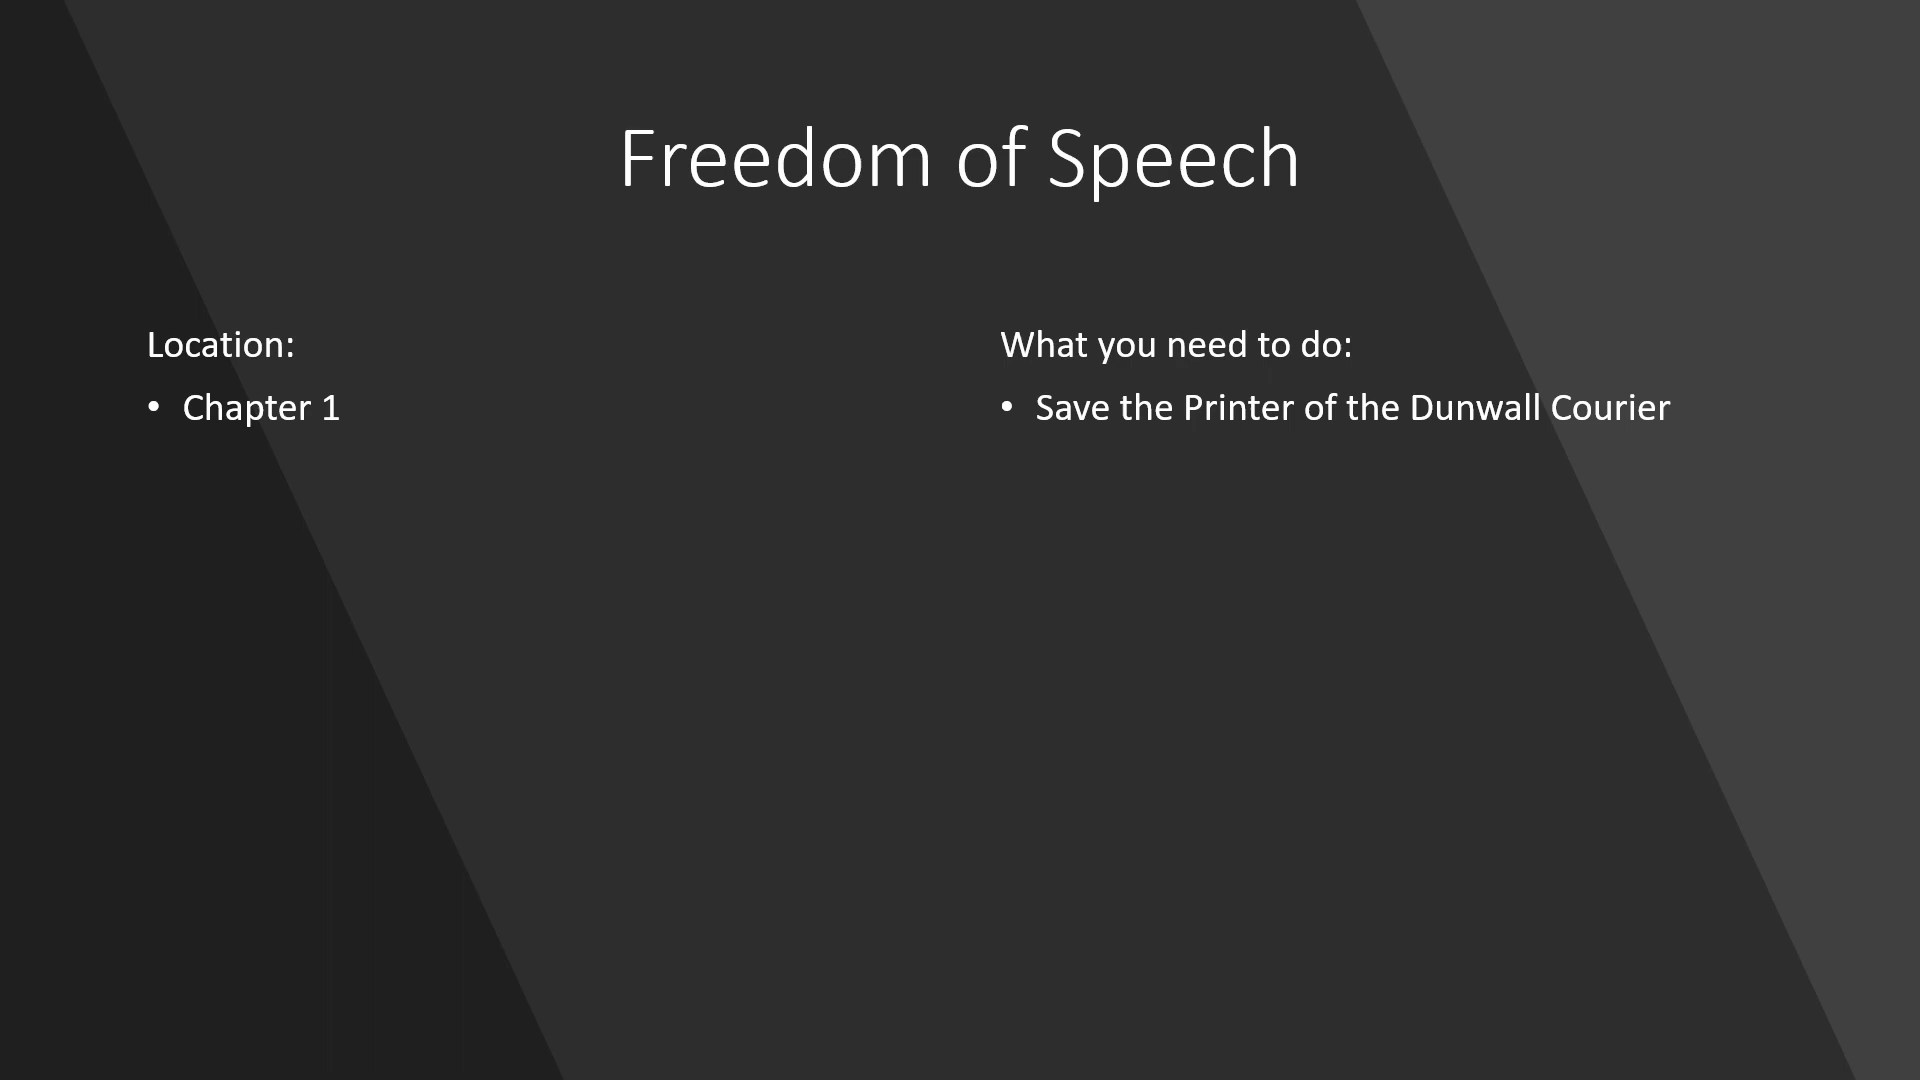 Freedom of Speech
Location:
• Chapter 1
What you need to do:
• Save the Printer of the Dunwall Courier